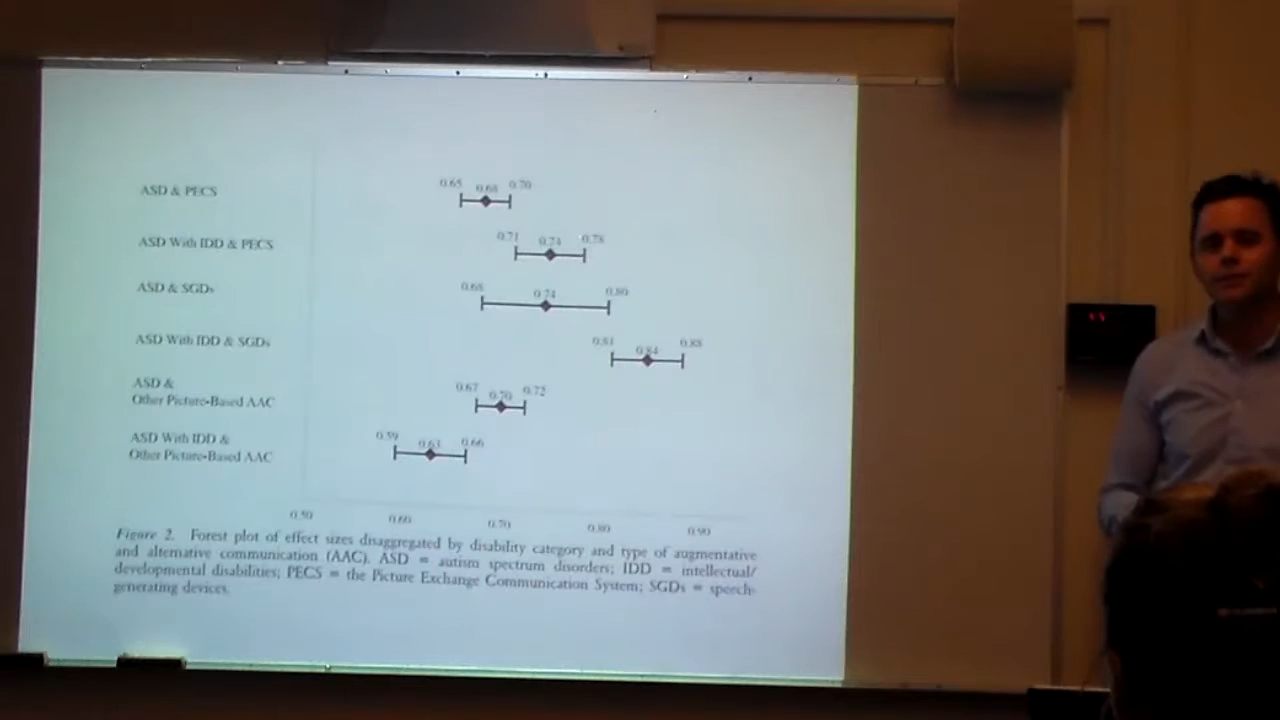 ASD & PECS
0.65 0.68 0.70
ASD With IDD & PECS
0.71 0.74 0.78
ASD & SGDs
0.68 0.74 0.80
ASD With IDD & SGDs
0.81 0.84 0.88
ASD &
Other Picture-Based AAC
0.67 0.70 0.72
ASD With IDD &
Other Picture-Based AAC
0.59 0.63 0.66
0.50 0.60 0.70 0.80 0.90
Figure 2. Forest plot of effect sizes disaggregated by disability category and type of augmentative
and alternative communication (AAC). ASD = autism spectrum disorders; IDD = intellectual/
developmental disabilities; PECS = the Picture Exchange Communication System; SGDs = speech-
generating devices.